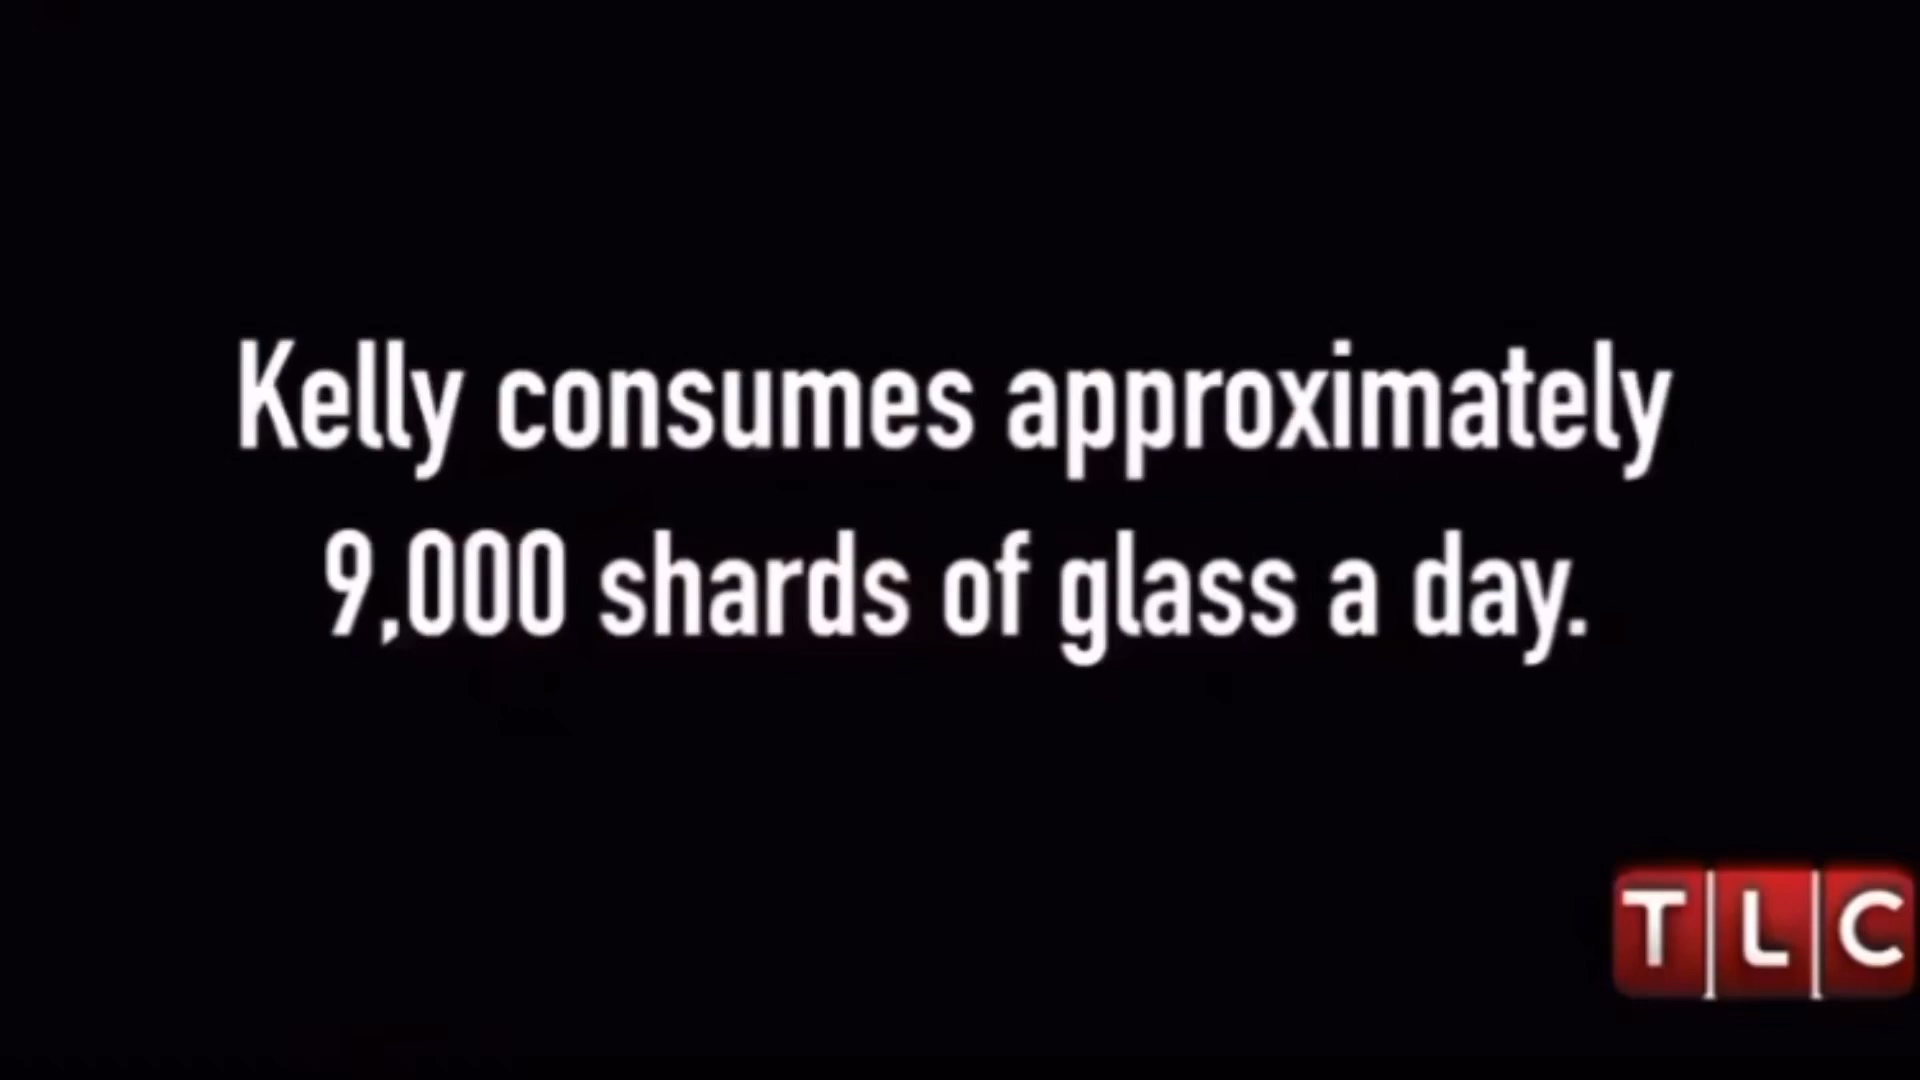 Kelly consumes approximately
9,000 shards of glass a day.
TLC